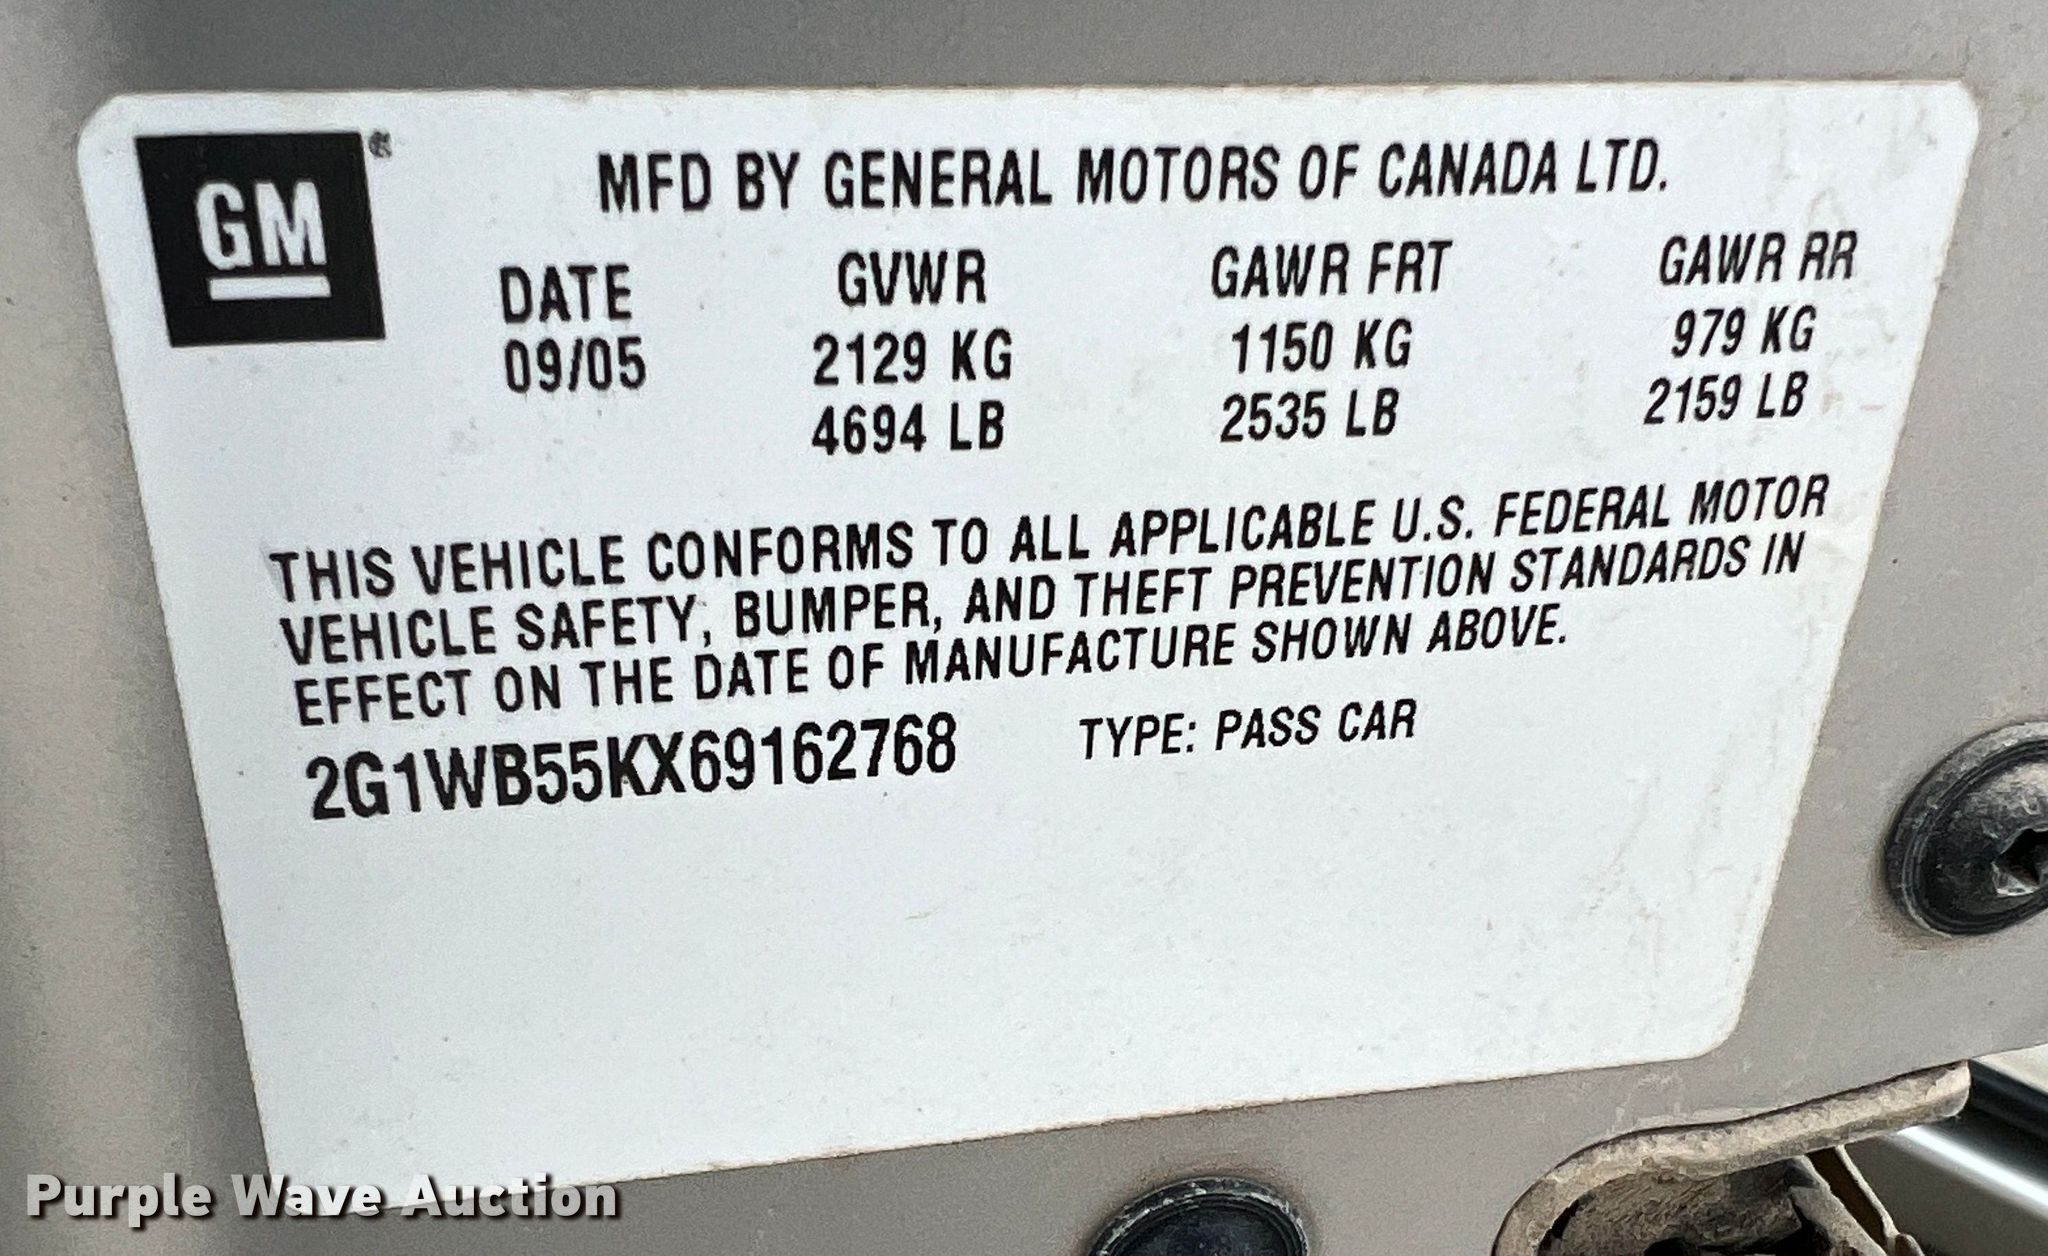 GM®
MFD BY GENERAL MOTORS OF CANADA LTD.
DATE GVWR GAWR FRT GAWR RR
09/05 2129 KG 1150 KG 979 KG
4694 LB 2535 LB 2159 LB
THIS VEHICLE CONFORMS TO ALL APPLICABLE U.S. FEDERAL MOTOR
VEHICLE SAFETY, BUMPER, AND THEFT PREVENTION STANDARDS IN
EFFECT ON THE DATE OF MANUFACTURE SHOWN ABOVE.
2G1WB55KX69162768 TYPE: PASS CAR
Purple Wave Auction